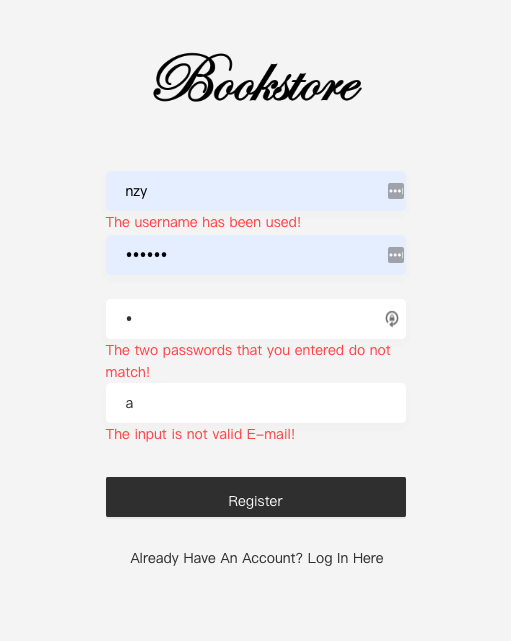 Bookstore
nzy
The username has been used!
••••••
•
The two passwords that you entered do not
match!
a
The input is not valid E-mail!
Register
Already Have An Account? Log In Here